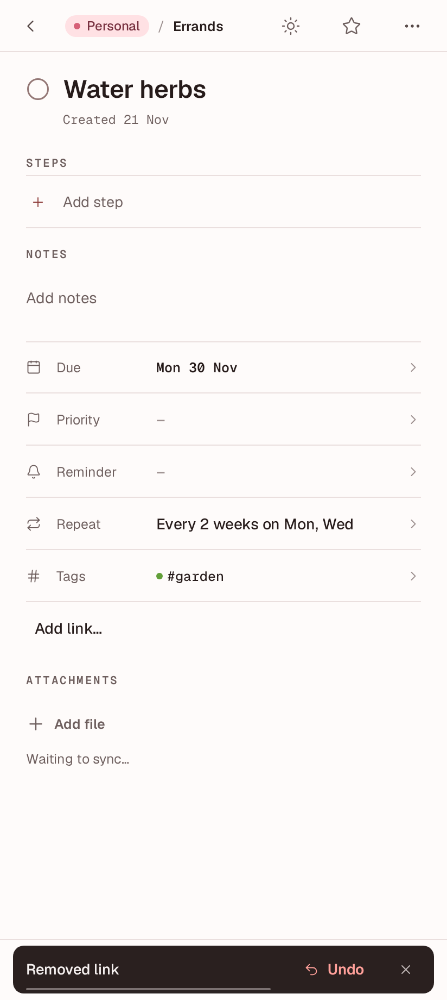 Personal / Errands
Water herbs
Created 21 Nov
STEPS
Add step
NOTES
Add notes
Due Mon 30 Nov
Priority –
Reminder –
Repeat Every 2 weeks on Mon, Wed
Tags #garden
Add link…
ATTACHMENTS
Add file
Waiting to sync…
Removed link Undo